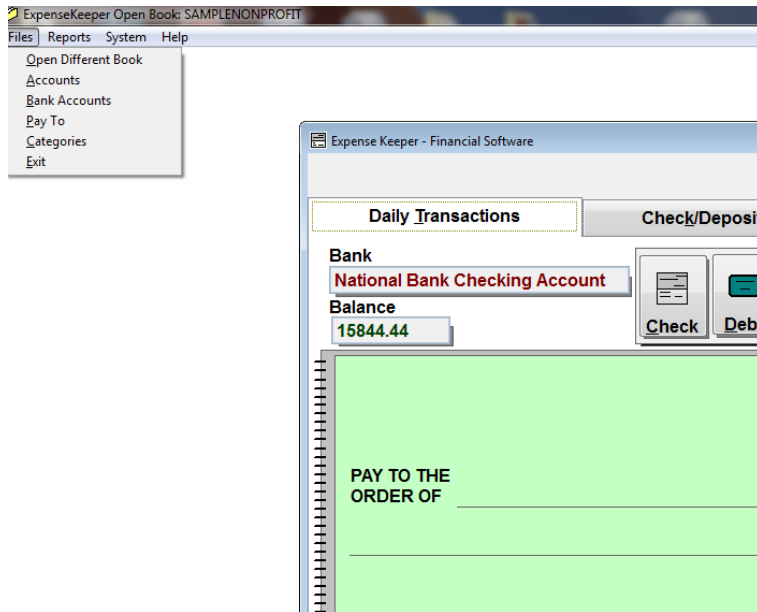 ExpenseKeeper Open Book: SAMPLENONPROFIT
Files Reports System Help
Open Different Book
Accounts
Bank Accounts
Pay To
Categories
Exit
Expense Keeper - Financial Software
Daily Transactions Check/Deposi
Bank
National Bank Checking Account
Balance
15844.44
Check Deb
PAY TO THE
ORDER OF